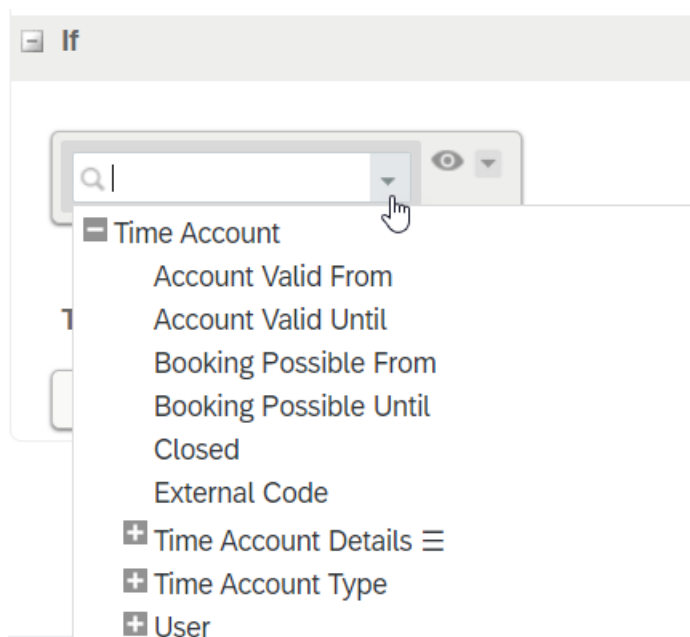 If
Time Account
Account Valid From
Account Valid Until
Booking Possible From
Booking Possible Until
Closed
External Code
Time Account Details
Time Account Type
User